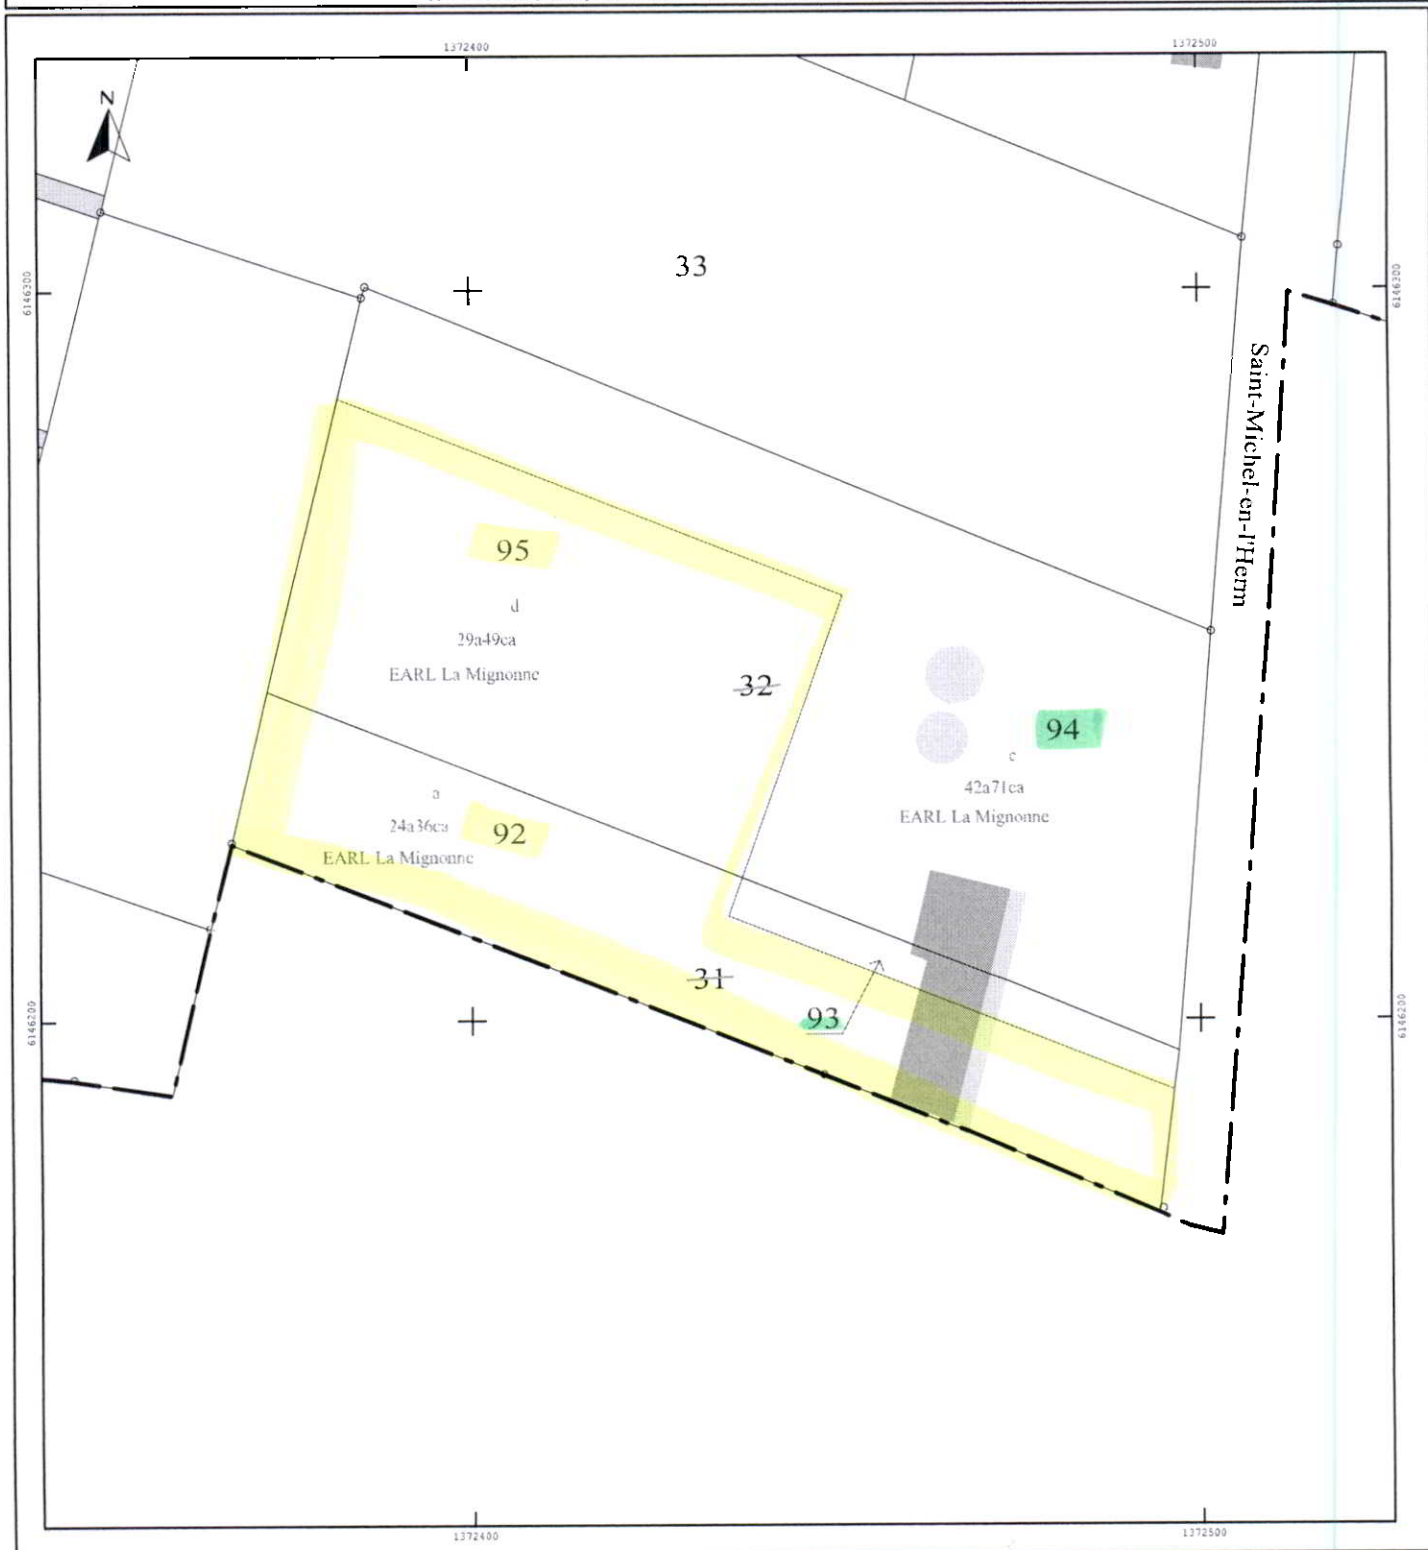 1372400
1372500
N
33
6146300
6146300
Saint-Michel-en-l'Herm
95
d
29a49ca
EARL La Mignonne
32
94
c
42a71ca
EARL La Mignonne
a
24a36ca
92
EARL La Mignonne
31
93
6146200
6146200
1372400
1372500